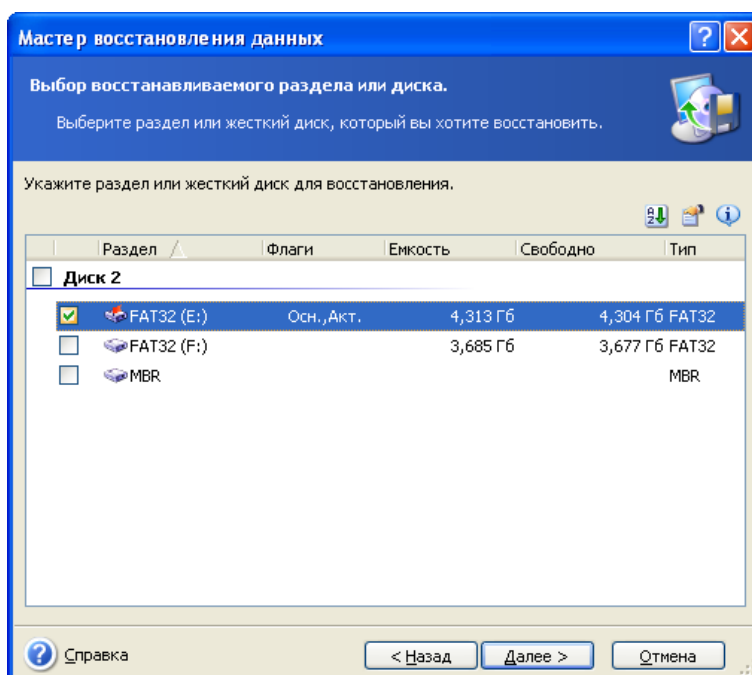 Мастер восстановления данных
Выбор восстанавливаемого раздела или диска.
Выберите раздел или жесткий диск, который вы хотите восстановить.
Укажите раздел или жесткий диск для восстановления.
Раздел Флаги Емкость Свободно Тип
Диск 2
FAT32 (E:) Осн.,Акт. 4,313 Гб 4,304 Гб FAT32
FAT32 (F:) 3,685 Гб 3,677 Гб FAT32
MBR MBR
Справка < Назад Далее > Отмена